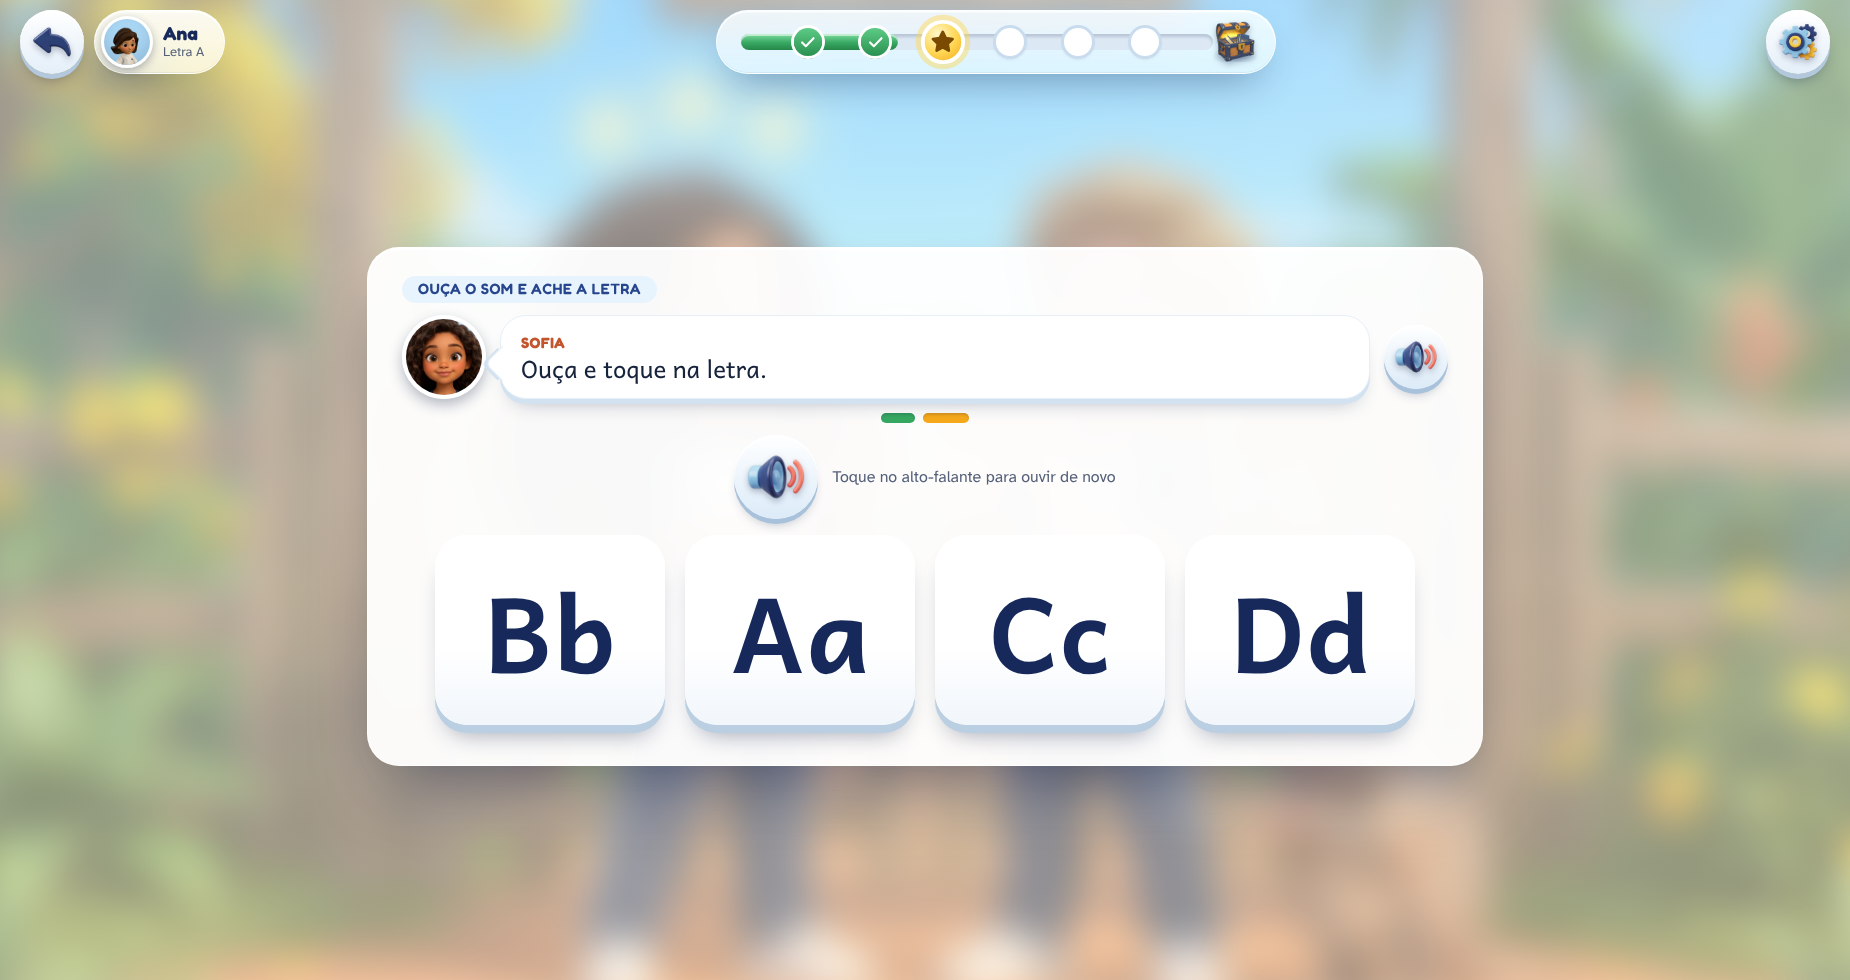 Ana
Letra A
OUÇA O SOM E ACHE A LETRA
SOFIA
Ouça e toque na letra.
Toque no alto-falante para ouvir de novo
Bb
Aa
Cc
Dd